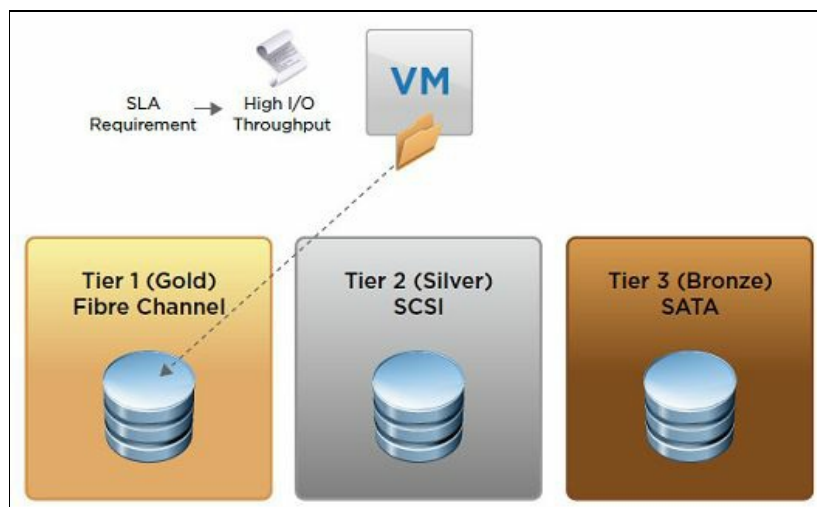 SLA
Requirement
High I/O
Throughput
VM
Tier 1 (Gold)
Fibre Channel
Tier 2 (Silver)
SCSI
Tier 3 (Bronze)
SATA